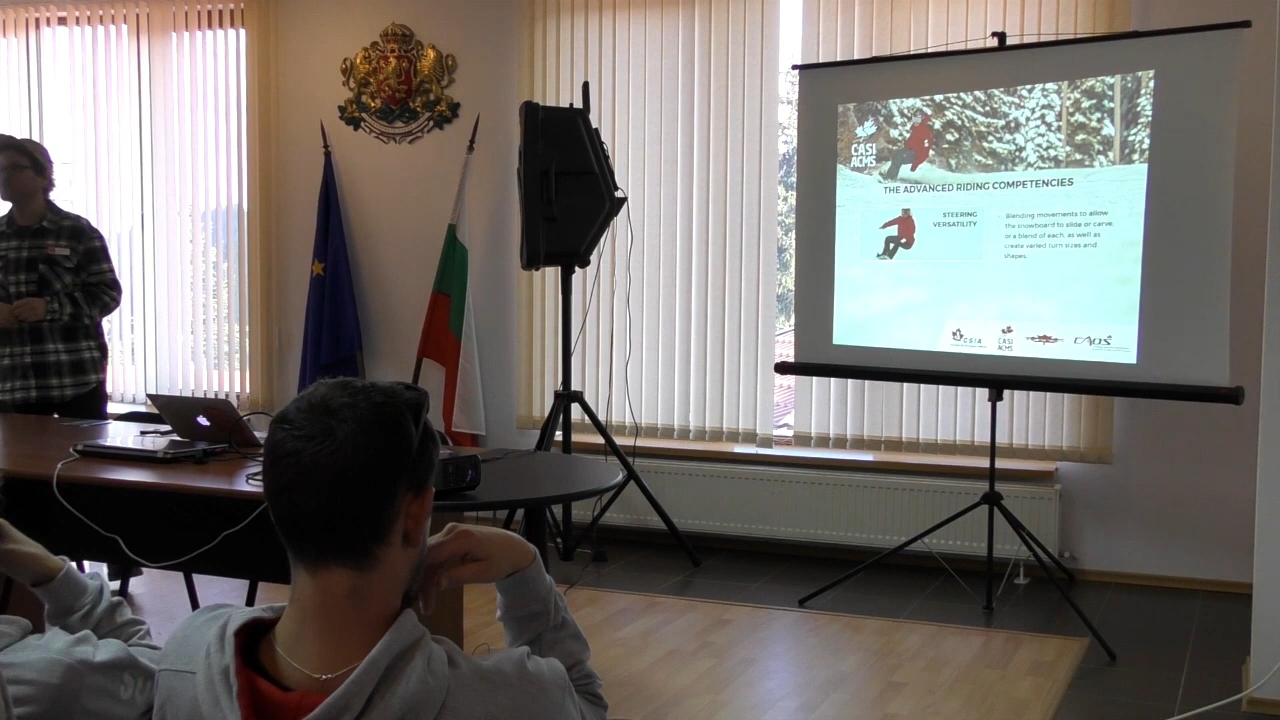 CASI
ACMS
THE ADVANCED RIDING COMPETENCIES
STEERING
VERSATILITY
Blending movements to allow
the snowboard to slide or carve,
or a blend of each, as well as
create varied turn sizes and
shapes.
CSIA
CASI
ACMS
CADS